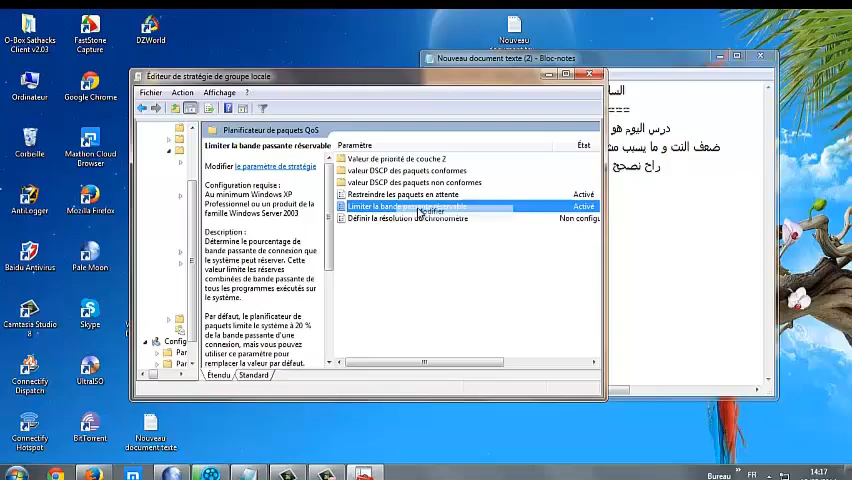 O-Box Sathacks
Client v2.03
FastStone
Capture
DZWorld
Nouveau
Ordinateur
Google Chrome
Corbeille
Maxthon Cloud
Browser
AntiLogger
Mozilla Firefox
Baidu Antivirus
Pale Moon
Camtasia Studio
8
Skype
Connectify
Dispatch
UltraISO
Connectify
Hotspot
BitTorrent
Nouveau
document texte
Nouveau document texte (2) - Bloc-notes
====
درس اليوم هو
ضعف النت و ما يسبب
راح نصحح
Éditeur de stratégie de groupe locale
Fichier Action Affichage ?
Planificateur de paquets QoS
Limiter la bande passante réservable
Modifier le paramètre de stratégie
Configuration requise :
Au minimum Windows XP
Professionnel ou un produit de la
famille Windows Server 2003
Description :
Détermine le pourcentage de
bande passante de connexion que
le système peut réserver. Cette
valeur limite les réserves
combinées de bande passante de
tous les programmes exécutés sur
le système.
Par défaut, le planificateur de
paquets limite le système à 20 %
de la bande passante d'une
connexion, mais vous pouvez
utiliser ce paramètre pour
remplacer la valeur par défaut.
Paramètre État
Valeur de priorité de couche 2
valeur DSCP des paquets conformes
valeur DSCP des paquets non conformes
Restreindre les paquets en attente Activé
Limiter la bande passante réservable Activé
Modifier
Définir la résolution du chronomètre Non configu
Config
Par
Par
Étendu Standard
Bureau FR 14:17